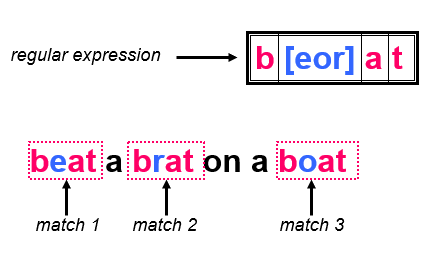 regular expression b [eor] a t
beat a brat on a boat
match 1 match 2 match 3